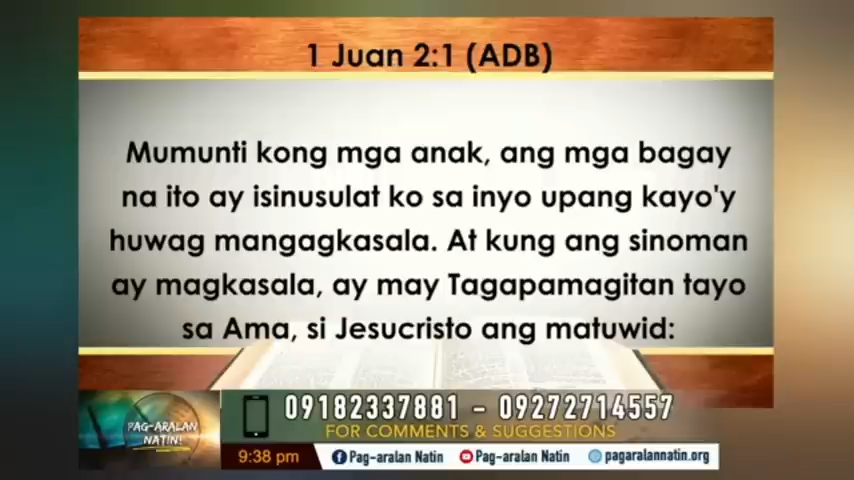 1 Juan 2:1 (ADB)
Mumunti kong mga anak, ang mga bagay
na ito ay isinusulat ko sa inyo upang kayo'y
huwag mangagkasala. At kung ang sinoman
ay magkasala, ay may Tagapamagitan tayo
sa Ama, si Jesucristo ang matuwid:
09182337881 - 09272714557
FOR COMMENTS & SUGGESTIONS
PAG-ARALAN
NATIN!
9:38 pm
Pag-aralan Natin
Pag-aralan Natin
pagaralannatin.org